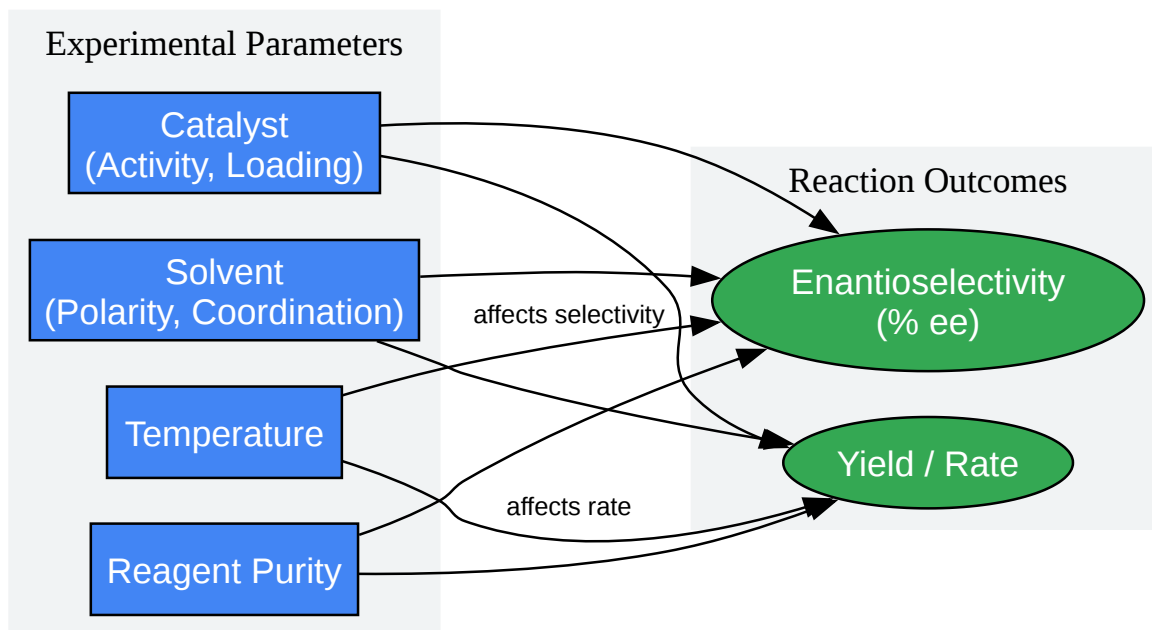 Experimental Parameters
Catalyst
(Activity, Loading)
Solvent
(Polarity, Coordination)
Temperature
Reagent Purity
affects selectivity
affects rate
Reaction Outcomes
Enantioselectivity
(% ee)
Yield / Rate